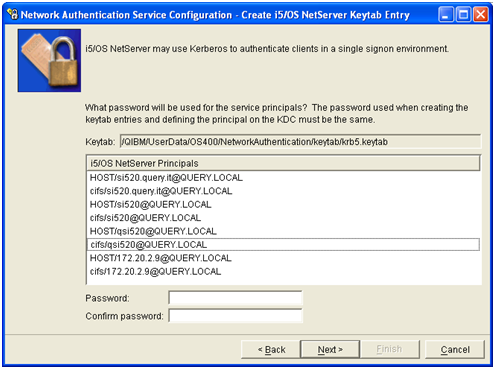 Network Authentication Service Configuration - Create i5/OS NetServer Keytab Entry
i5/OS NetServer may use Kerberos to authenticate clients in a single signon environment.
What password will be used for the service principals? The password used when creating the
keytab entries and defining the principal on the KDC must be the same.
Keytab: /QIBM/UserData/OS400/NetworkAuthentication/keytab/krb5.keytab
i5/OS NetServer Principals
HOST/si520.query.it@QUERY.LOCAL
cifs/si520.query.it@QUERY.LOCAL
HOST/si520@QUERY.LOCAL
cifs/si520@QUERY.LOCAL
HOST/qsi520@QUERY.LOCAL
cifs/qsi520@QUERY.LOCAL
HOST/172.20.2.9@QUERY.LOCAL
cifs/172.20.2.9@QUERY.LOCAL
Password:
Confirm password:
< Back Next > Finish Cancel